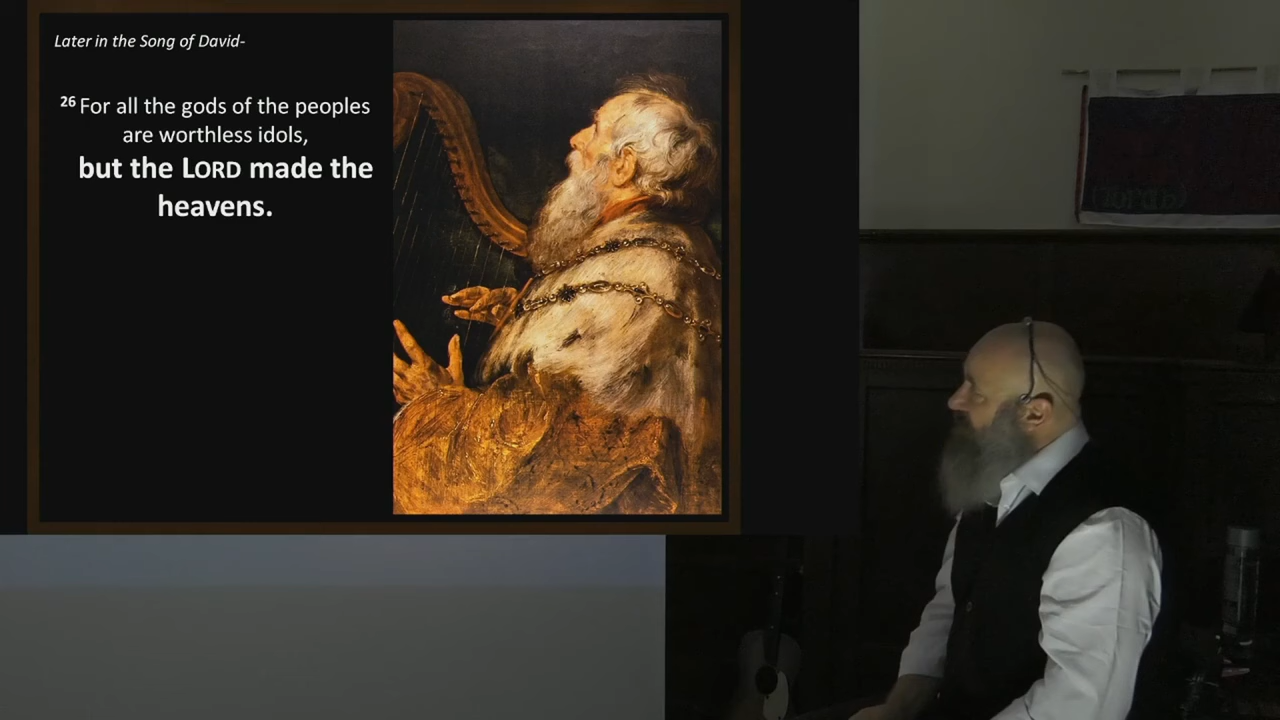 Later in the Song of David-
26 For all the gods of the peoples
are worthless idols,
but the LORD made the
heavens.